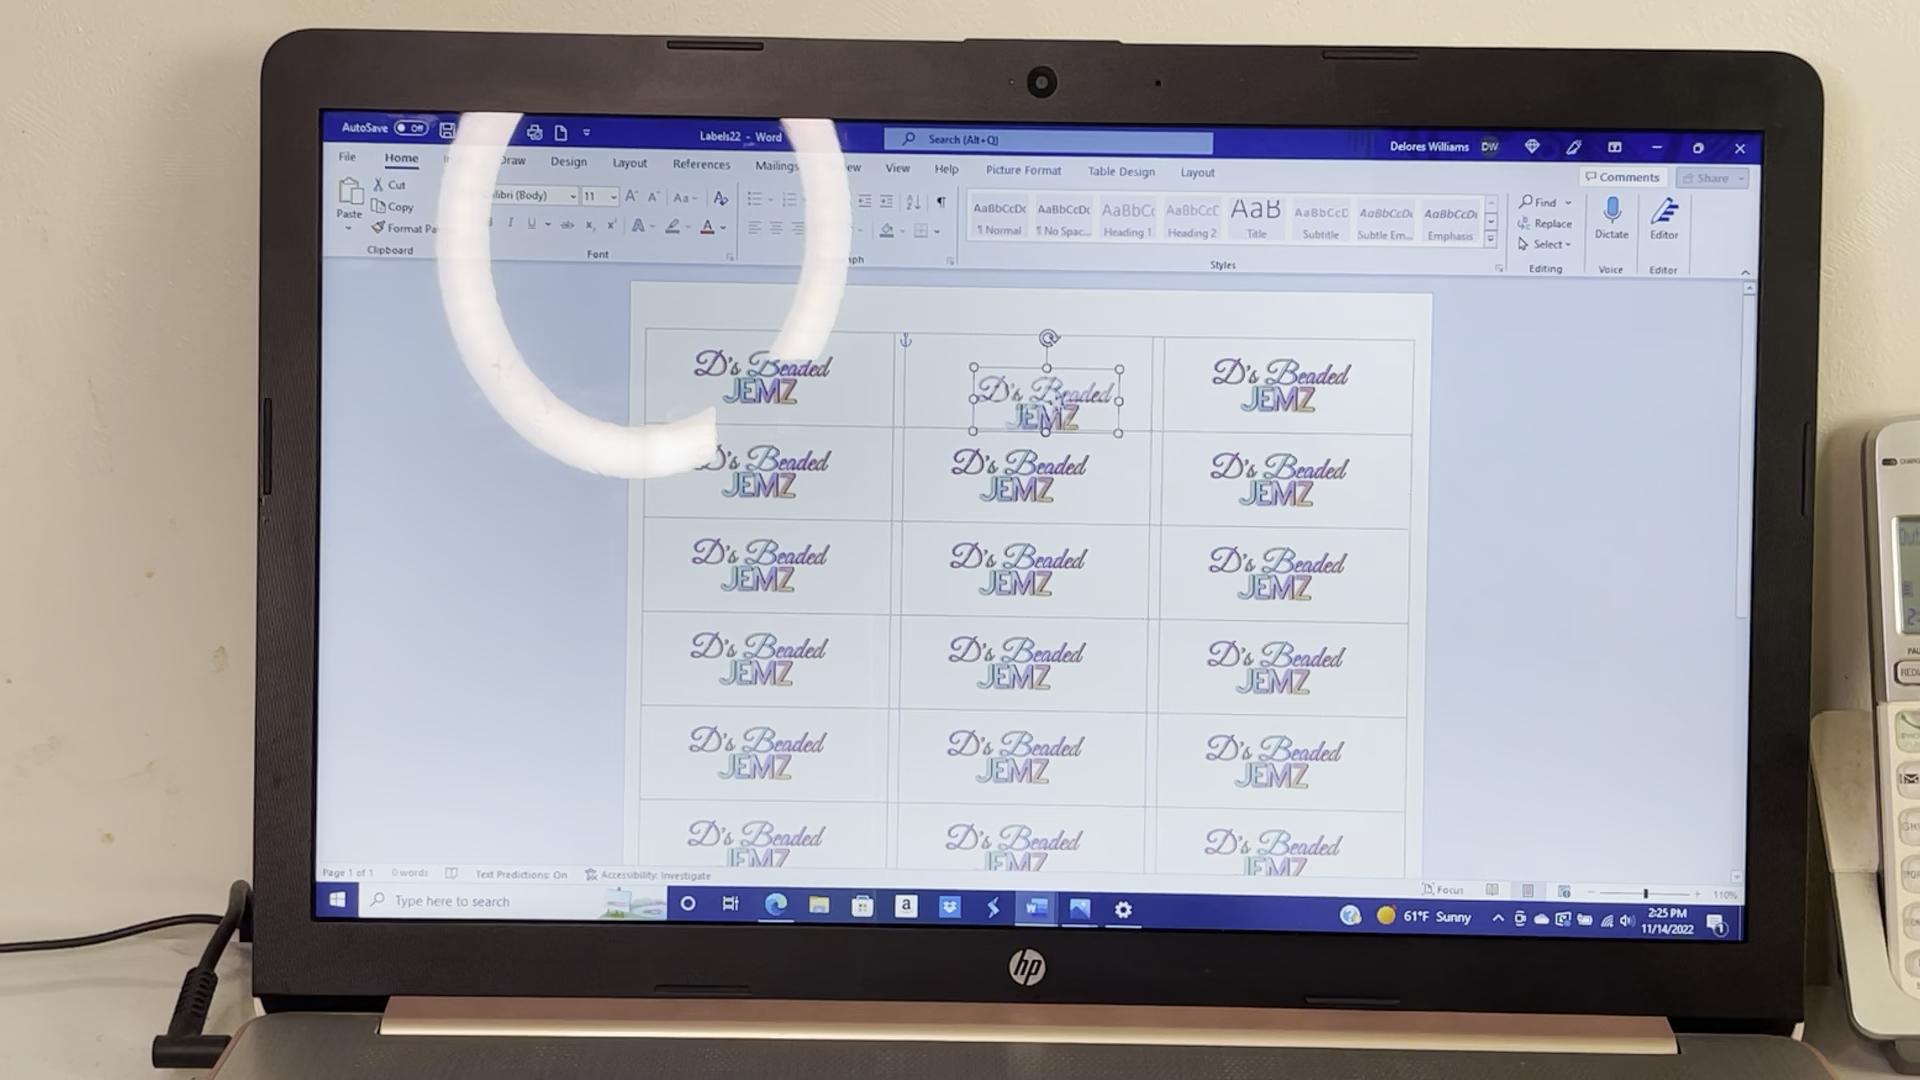 AutoSave Off
Labels22 - Word
Search (Alt+Q)
Delores Williams DW
File Home Draw Design Layout References Mailings View Help Picture Format Table Design Layout
Comments Share
Paste
Cut
Copy
Clipboard
11
Font
Styles
AaBbCcDc AaBbCcDc AaBbCc AaBbCcC AaB AaBbCcC AaBbCcDc AaBbCcDc
¶ Normal ¶ No Spac... Heading 1 Heading 2 Title Subtitle Subtle Em... Emphasis
Find
Replace
Select
Editing
Dictate
Voice
Editor
Editor
D's Beaded
JEMZ
D's Beaded
JEMZ
D's Beaded
JEMZ
D's Beaded
JEMZ
D's Beaded
JEMZ
D's Beaded
JEMZ
D's Beaded
JEMZ
D's Beaded
JEMZ
D's Beaded
JEMZ
D's Beaded
JEMZ
D's Beaded
JEMZ
D's Beaded
JEMZ
D's Beaded
JEMZ
D's Beaded
JEMZ
D's Beaded
JEMZ
D's Beaded
JEMZ
D's Beaded
JEMZ
D's Beaded
JEMZ
Page 1 of 1 0 words Text Predictions: On Accessibility: Investigate
Focus 110%
Type here to search
a
61°F Sunny
2:25 PM
11/14/2022
hp